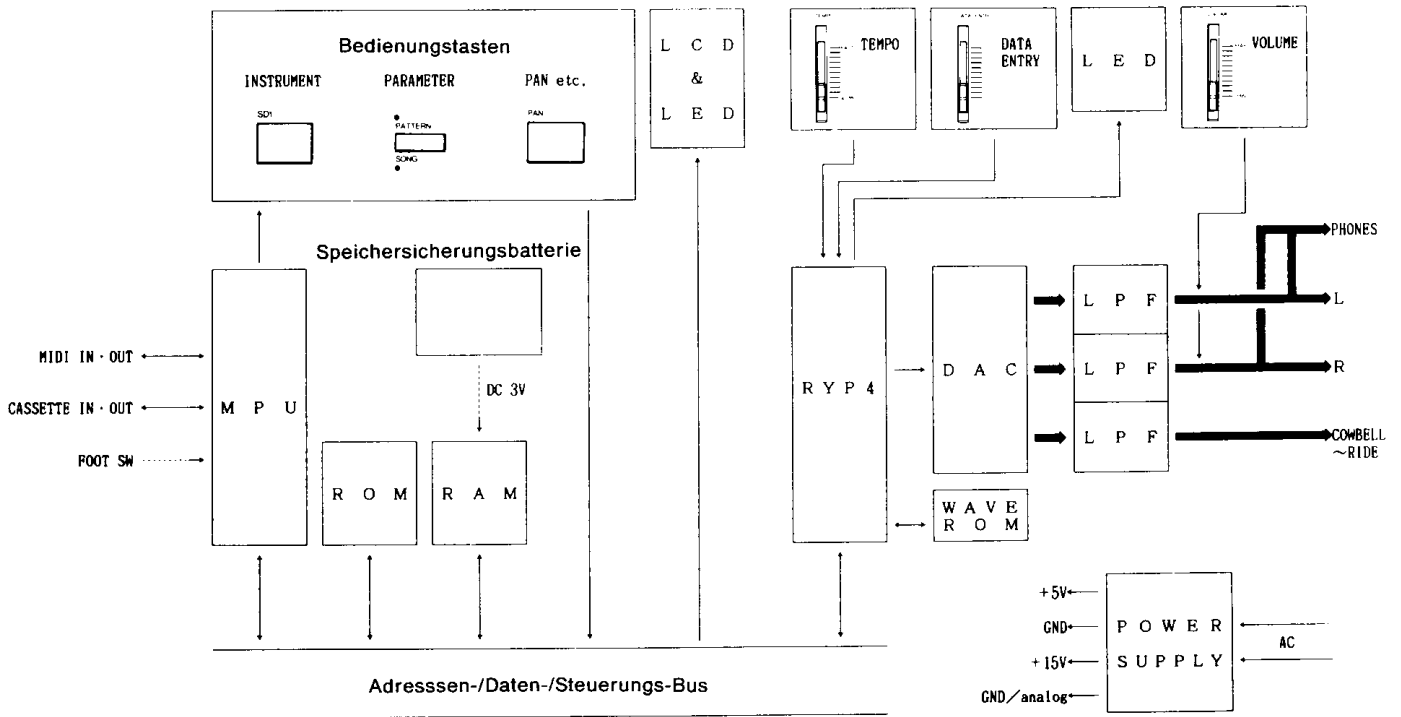 Bedienungstasten
INSTRUMENT
PARAMETER
PAN etc.
SD1
PATTERN
SONG
PAN
L C D
&
L E D
TEMPO
DATA
ENTRY
L E D
VOLUME
Speichersicherungsbatterie
DC 3V
MIDI IN · OUT
CASSETTE IN · OUT
FOOT SW
M P U
R O M
R A M
R Y P 4
D A C
L P F
L P F
L P F
W A V E
R O M
PHONES
L
R
COWBELL
~RIDE
+5V
GND
+15V
GND/analog
P O W E R
S U P P L Y
AC
Adresssen-/Daten-/Steuerungs-Bus